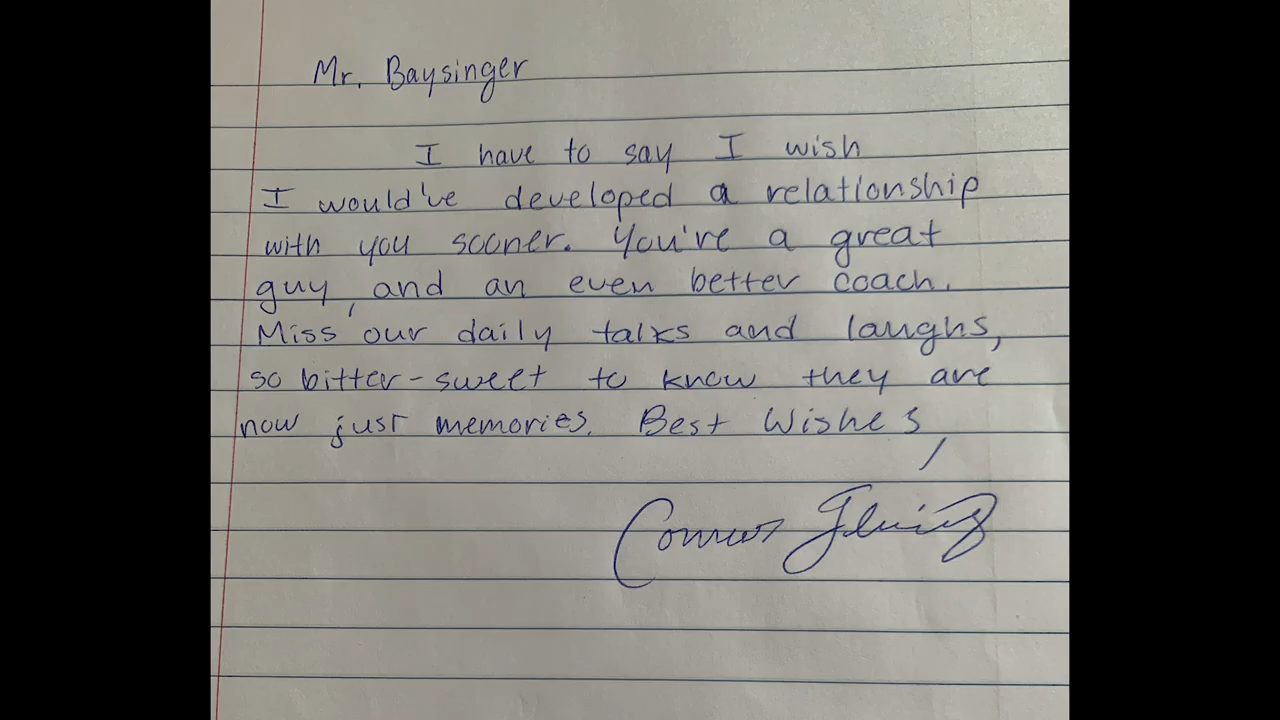 Mr. Baysinger
I have to say I wish
I would've developed a relationship
with you sooner. You're a great
guy, and an even better coach.
Miss our daily talks and laughs,
so bitter-sweet to know they are
now just memories. Best Wishes,
Connor